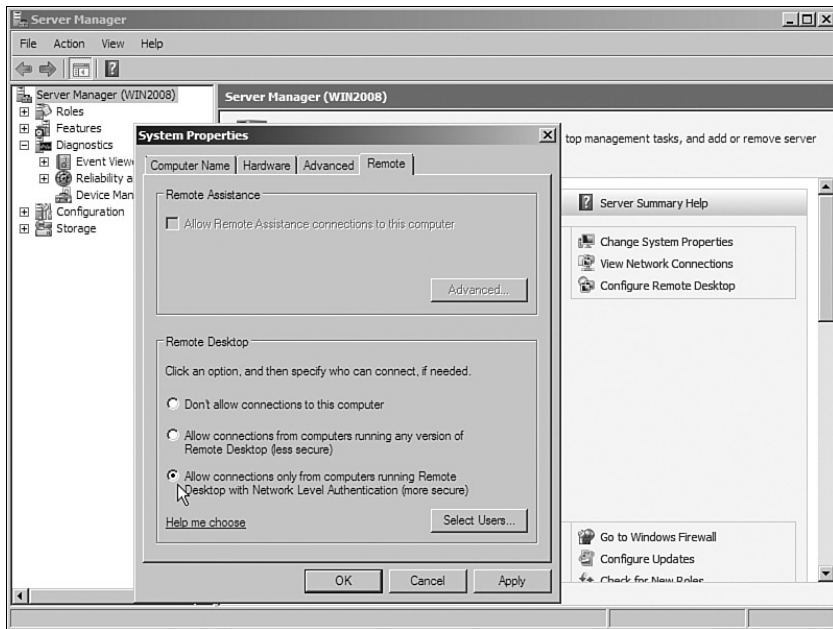 Server Manager
File Action View Help
Server Manager (WIN2008)
Roles
Features
Diagnostics
Event View
Reliability a
Device Man
Configuration
Storage
Server Manager (WIN2008)
top management tasks, and add or remove server
System Properties
Computer Name Hardware Advanced Remote
Remote Assistance
Allow Remote Assistance connections to this computer
Advanced...
Remote Desktop
Click an option, and then specify who can connect, if needed.
Don't allow connections to this computer
Allow connections from computers running any version of
Remote Desktop (less secure)
Allow connections only from computers running Remote
Desktop with Network Level Authentication (more secure)
Help me choose
Select Users...
OK Cancel Apply
Server Summary Help
Change System Properties
View Network Connections
Configure Remote Desktop
Go to Windows Firewall
Configure Updates
Check for New Roles